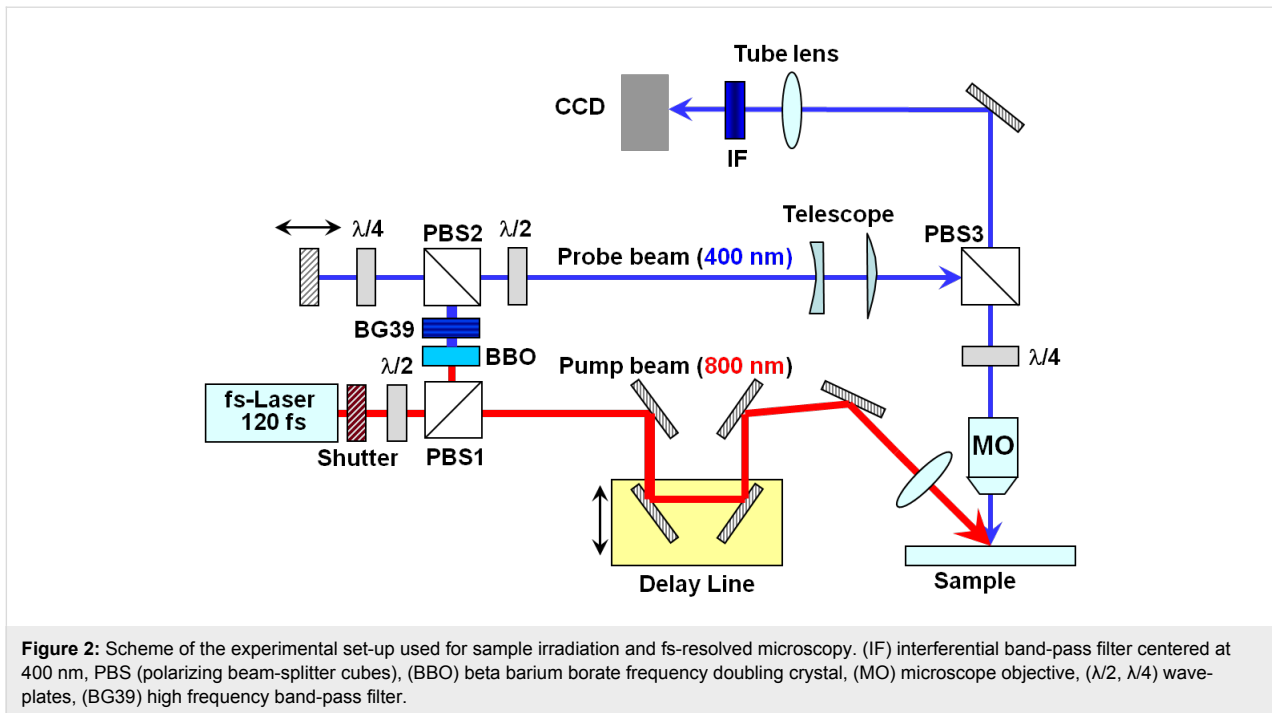 Tube lens
CCD
IF
Telescope
λ/4
PBS2
λ/2
PBS3
Probe beam (400 nm)
BG39
λ/4
BBO
λ/2
Pump beam (800 nm)
fs-Laser
120 fs
MO
Shutter
PBS1
Delay Line
Sample
Figure 2: Scheme of the experimental set-up used for sample irradiation and fs-resolved microscopy. (IF) interferential band-pass filter centered at
400 nm, PBS (polarizing beam-splitter cubes), (BBO) beta barium borate frequency doubling crystal, (MO) microscope objective, (λ/2, λ/4) wave-
plates, (BG39) high frequency band-pass filter.